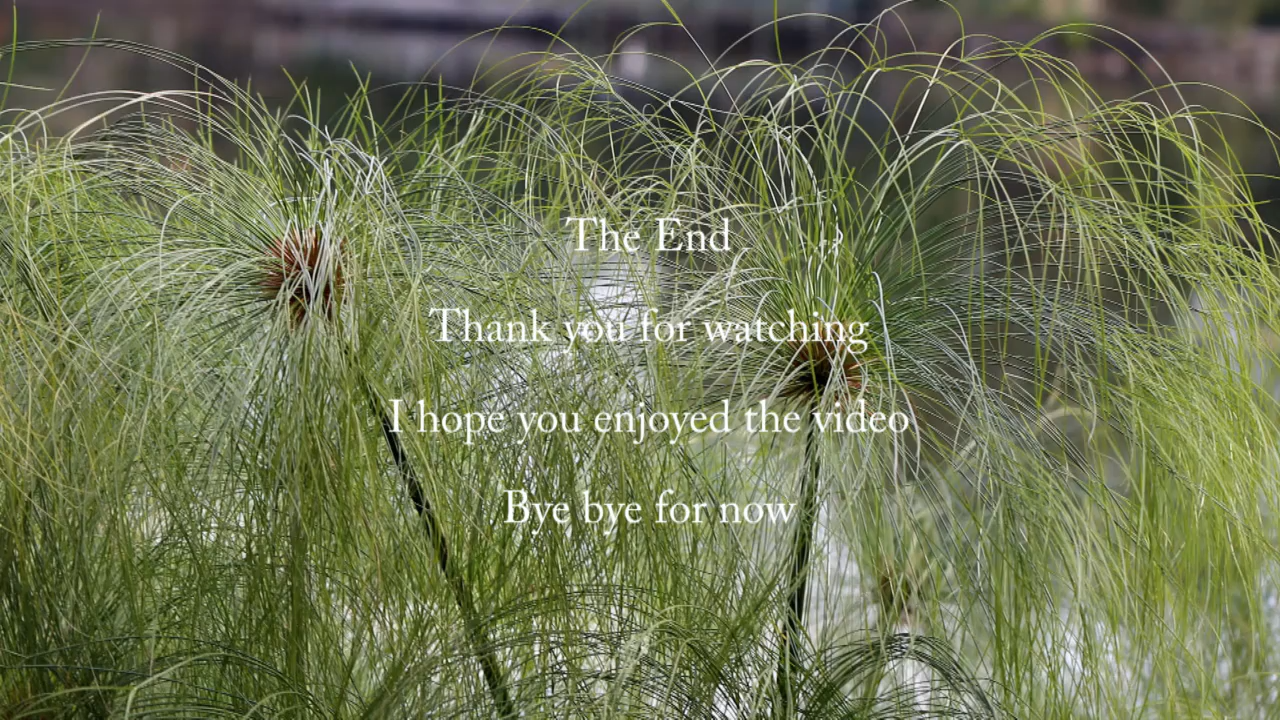 The End
Thank you for watching
I hope you enjoyed the video
Bye bye for now